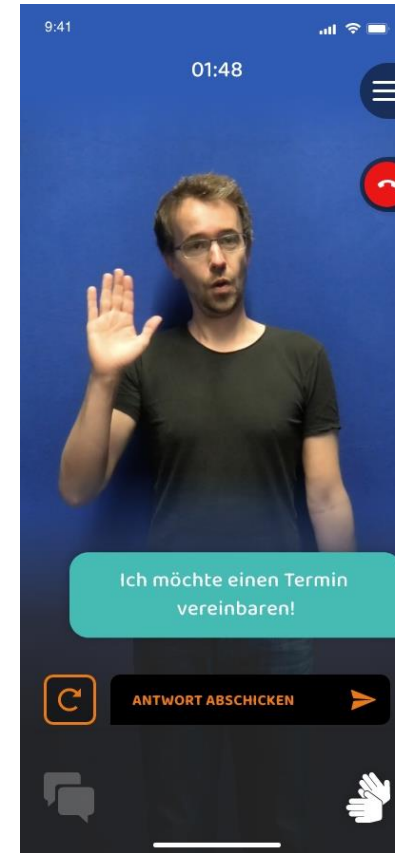 9:41
01:48
Ich möchte einen Termin
vereinbaren!
ANTWORT ABSCHICKEN